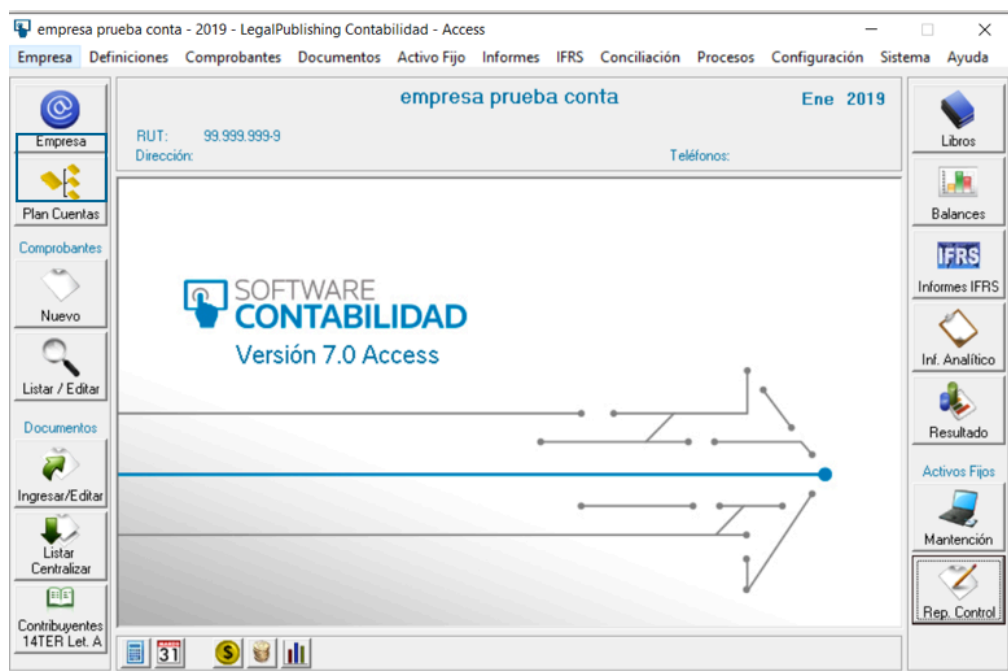 empresa prueba conta - 2019 - LegalPublishing Contabilidad - Access
Empresa Definiciones Comprobantes Documentos Activo Fijo Informes IFRS Conciliación Procesos Configuración Sistema Ayuda
empresa prueba conta
Ene 2019
RUT: 99.999.999-9
Dirección:
Teléfonos:
Empresa
Plan Cuentas
Comprobantes
Nuevo
Listar / Editar
Documentos
Ingresar/Editar
Listar
Centralizar
Contribuyentes
14TER Let. A
SOFTWARE
CONTABILIDAD
Versión 7.0 Access
Libros
Balances
IFRS
Informes IFRS
Inf. Analítico
Resultado
Activos Fijos
Mantención
Rep. Control
31
$